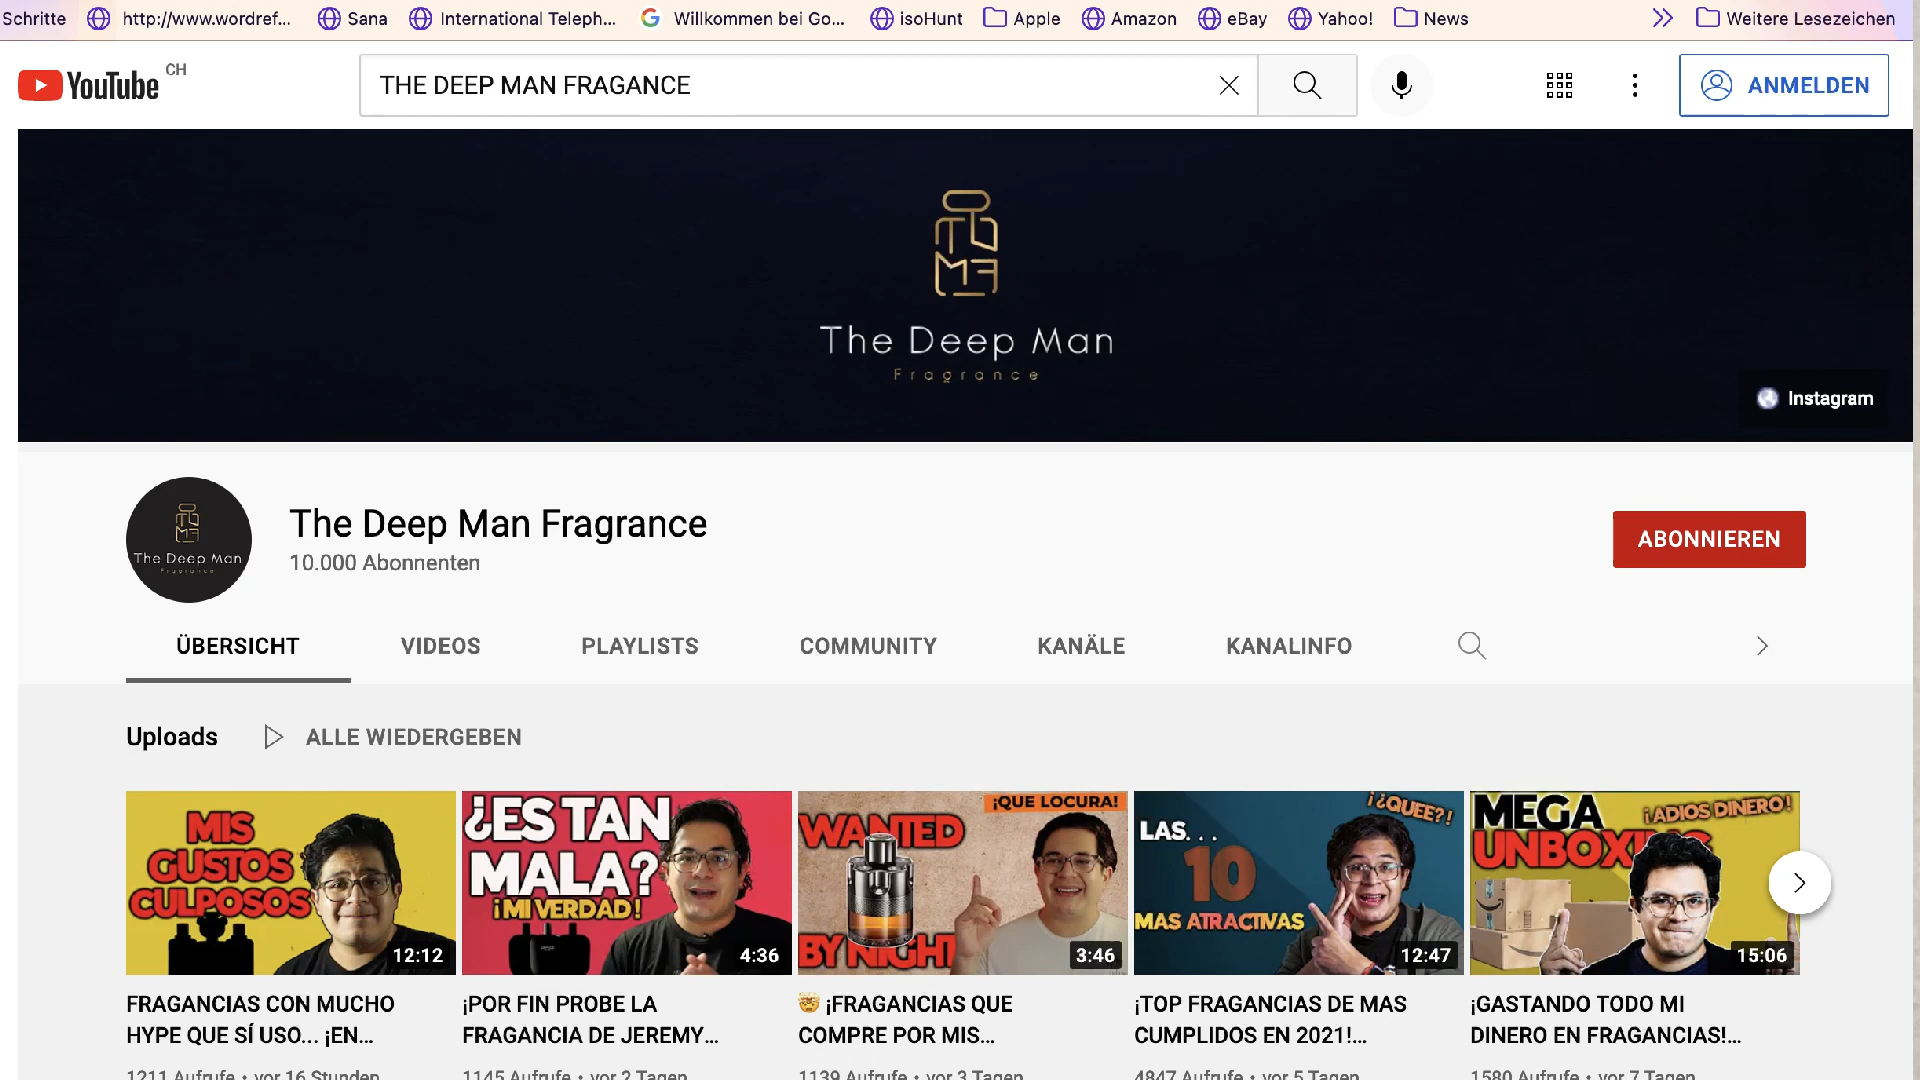 Schritte
http://www.wordref...
Sana
International Teleph...
Willkommen bei Go...
isoHunt
Apple
Amazon
eBay
Yahoo!
News
Weitere Lesezeichen
YouTube CH
THE DEEP MAN FRAGANCE
ANMELDEN
The Deep Man
Fragrance
Instagram
The Deep Man
Fragrance
The Deep Man Fragrance
10.000 Abonnenten
ABONNIEREN
ÜBERSICHT
VIDEOS
PLAYLISTS
COMMUNITY
KANÄLE
KANALINFO
Uploads
ALLE WIEDERGEBEN
MIS
GUSTOS
CULPOSOS
12:12
¿ES TAN
MALA?
¡MI VERDAD!
4:36
¡QUE LOCURA!
WANTED
BY NIGHT
3:46
¡¿QUEE?!
LAS...
10
MAS ATRACTIVAS
12:47
MEGA
¡ADIOS DINERO!
UNBOXI
15:06
FRAGANCIAS CON MUCHO
HYPE QUE SÍ USO... ¡EN...
¡POR FIN PROBE LA
FRAGANCIA DE JEREMY...
🤯 ¡FRAGANCIAS QUE
COMPRE POR MIS...
¡TOP FRAGANCIAS DE MAS
CUMPLIDOS EN 2021!...
¡GASTANDO TODO MI
DINERO EN FRAGANCIAS!...
1211 Aufrufe • vor 16 Stunden
1145 Aufrufe • vor 2 Tagen
1139 Aufrufe • vor 3 Tagen
4847 Aufrufe • vor 5 Tagen
1580 Aufrufe • vor 7 Tagen